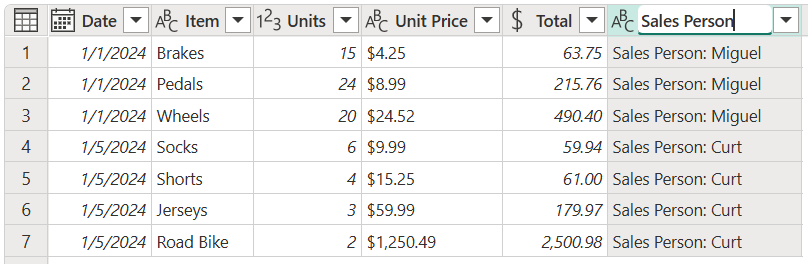 Date ABC Item 123 Units ABC Unit Price $ Total ABC Sales Person
1 1/1/2024 Brakes 15 $4.25 63.75 Sales Person: Miguel
2 1/1/2024 Pedals 24 $8.99 215.76 Sales Person: Miguel
3 1/1/2024 Wheels 20 $24.52 490.40 Sales Person: Miguel
4 1/5/2024 Socks 6 $9.99 59.94 Sales Person: Curt
5 1/5/2024 Shorts 4 $15.25 61.00 Sales Person: Curt
6 1/5/2024 Jerseys 3 $59.99 179.97 Sales Person: Curt
7 1/5/2024 Road Bike 2 $1,250.49 2,500.98 Sales Person: Curt